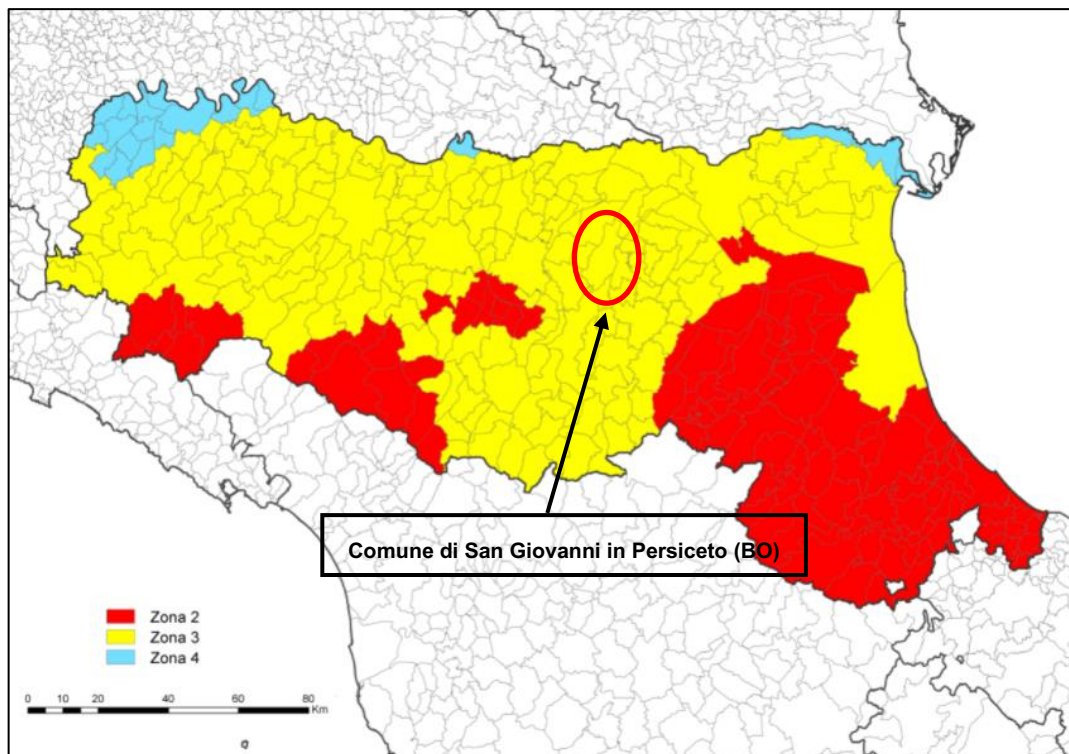 Comune di San Giovanni in Persiceto (BO)
Zona 2
Zona 3
Zona 4
0 10 20 40 60 80
Km